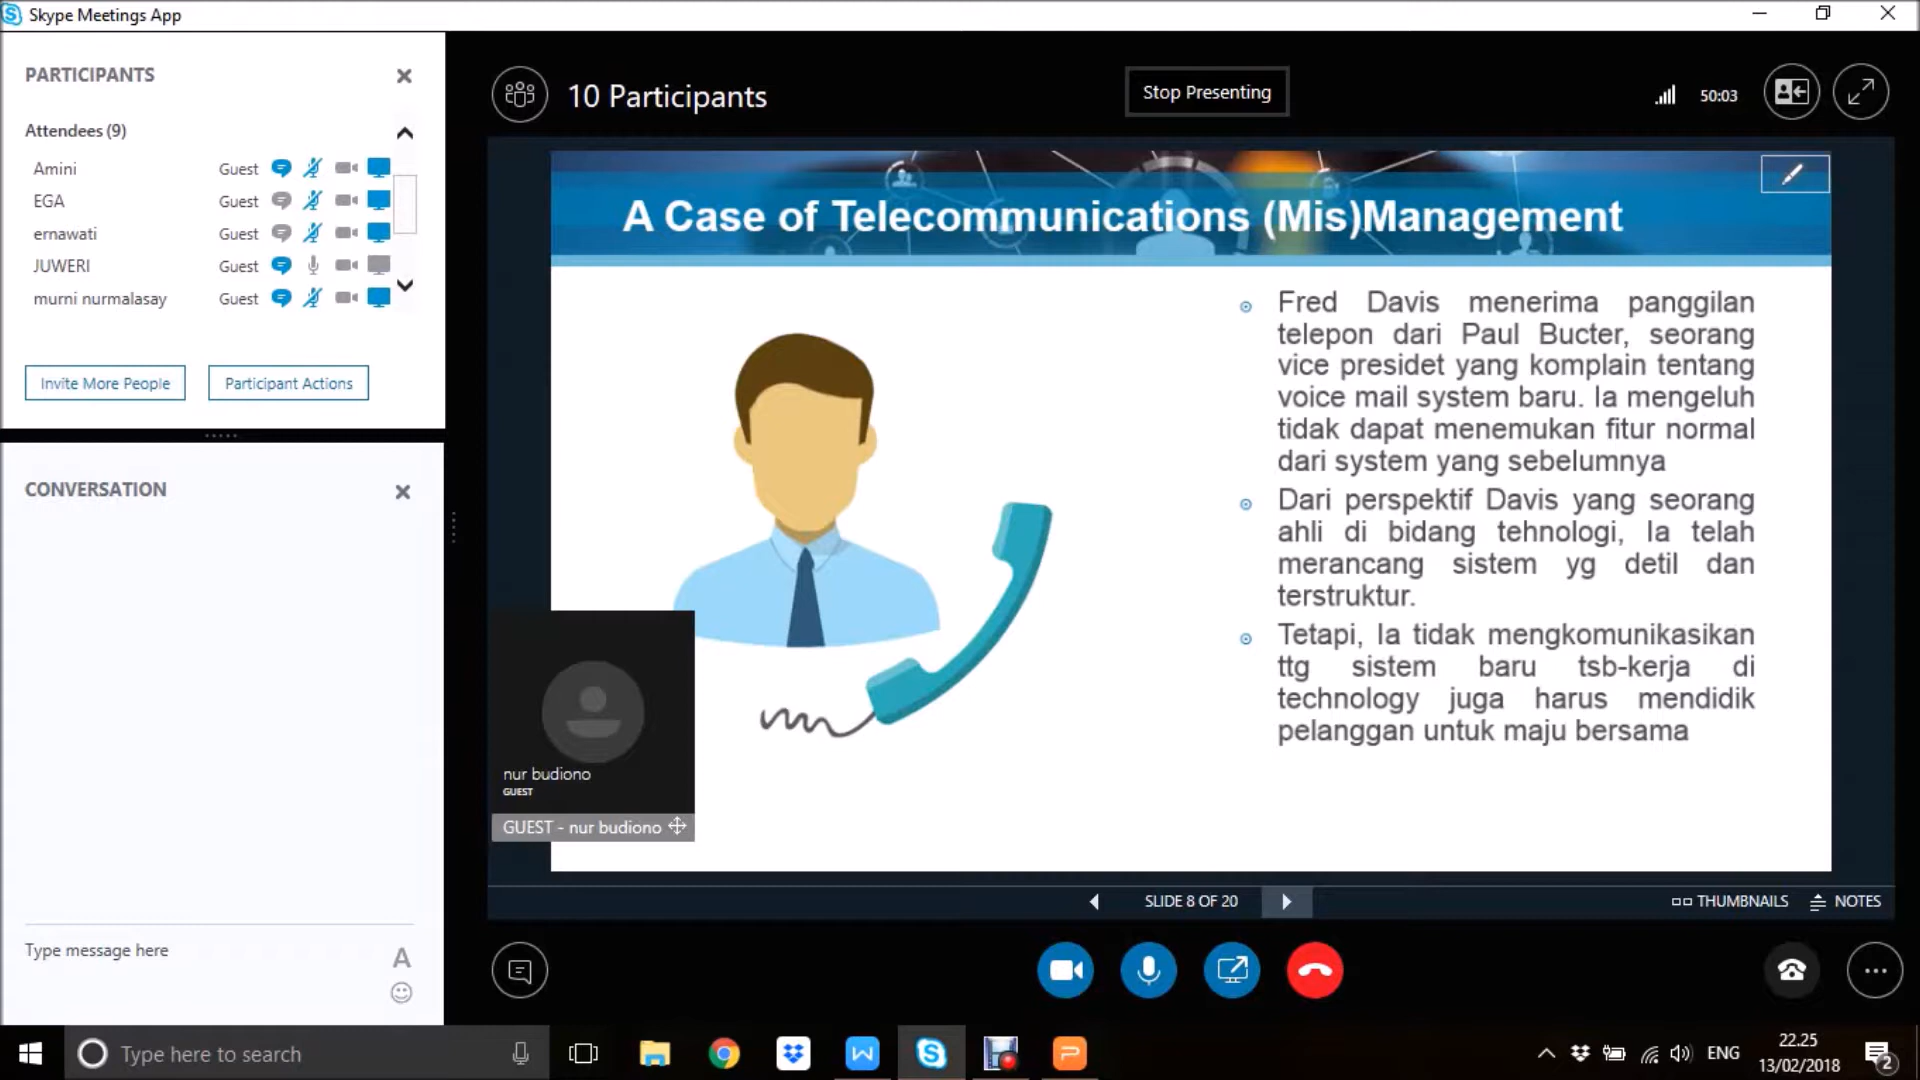 Skype Meetings App
PARTICIPANTS
Attendees (9)
Amini Guest
EGA Guest
ernawati Guest
JUWERI Guest
murni nurmalasay Guest
Invite More People
Participant Actions
CONVERSATION
Type message here
A
10 Participants
Stop Presenting
50:03
A Case of Telecommunications (Mis)Management
Fred Davis menerima panggilan
telepon dari Paul Bucter, seorang
vice presidet yang komplain tentang
voice mail system baru. Ia mengeluh
tidak dapat menemukan fitur normal
dari system yang sebelumnya
Dari perspektif Davis yang seorang
ahli di bidang tehnologi, Ia telah
merancang sistem yg detil dan
terstruktur.
Tetapi, Ia tidak mengkomunikasikan
ttg sistem baru tsb-kerja di
technology juga harus mendidik
pelanggan untuk maju bersama
nur budiono
GUEST
GUEST - nur budiono
SLIDE 8 OF 20
THUMBNAILS
NOTES
Type here to search
ENG
22.25
13/02/2018
2